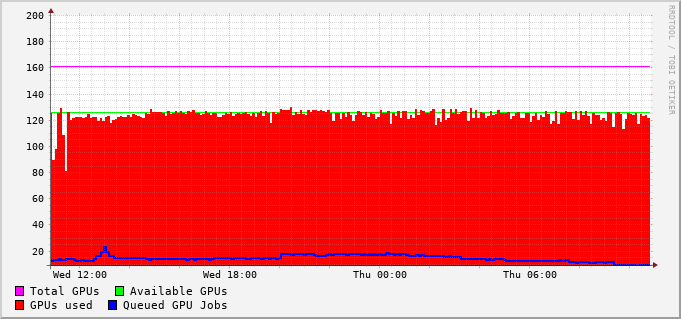 RRDTOOL / TOBI OETIKER
200
180
160
140
120
100
80
60
40
20
Wed 12:00 Wed 18:00 Thu 00:00 Thu 06:00
Total GPUs Available GPUs
GPUs used Queued GPU Jobs